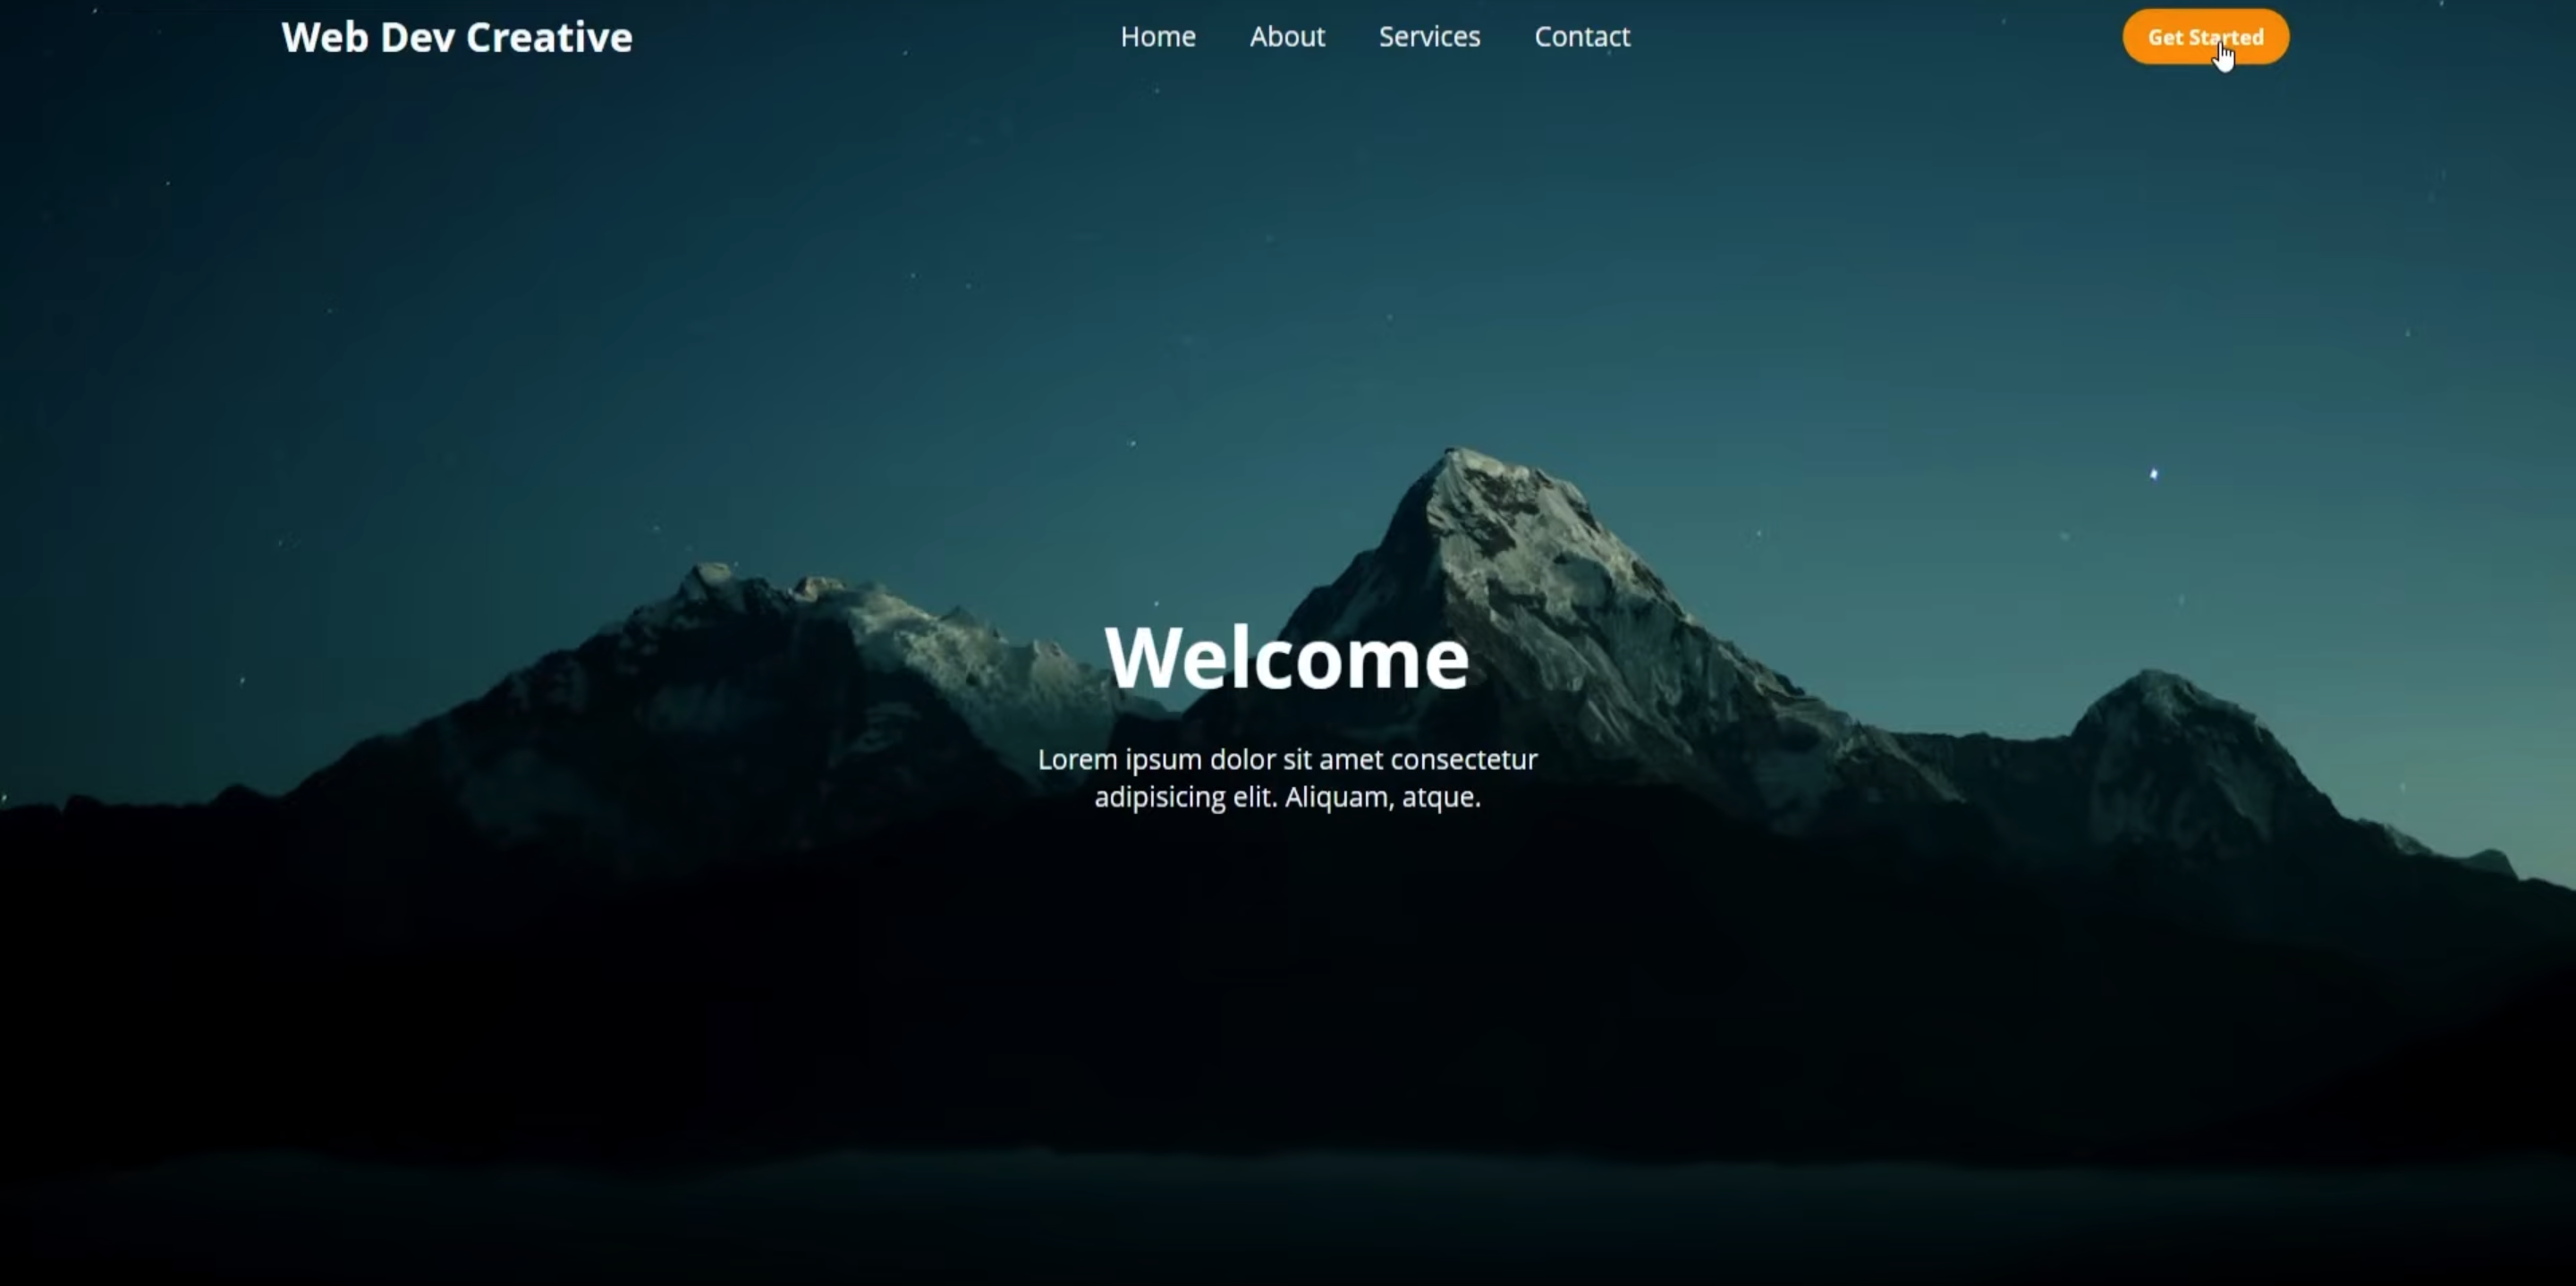 Web Dev Creative
Home About Services Contact
Get Started
Welcome
Lorem ipsum dolor sit amet consectetur
adipisicing elit. Aliquam, atque.